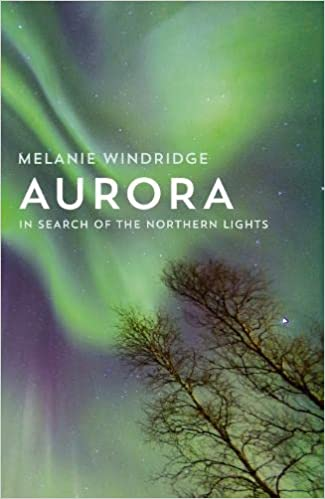 MELANIE WINDRIDGE
AURORA
IN SEARCH OF THE NORTHERN LIGHTS